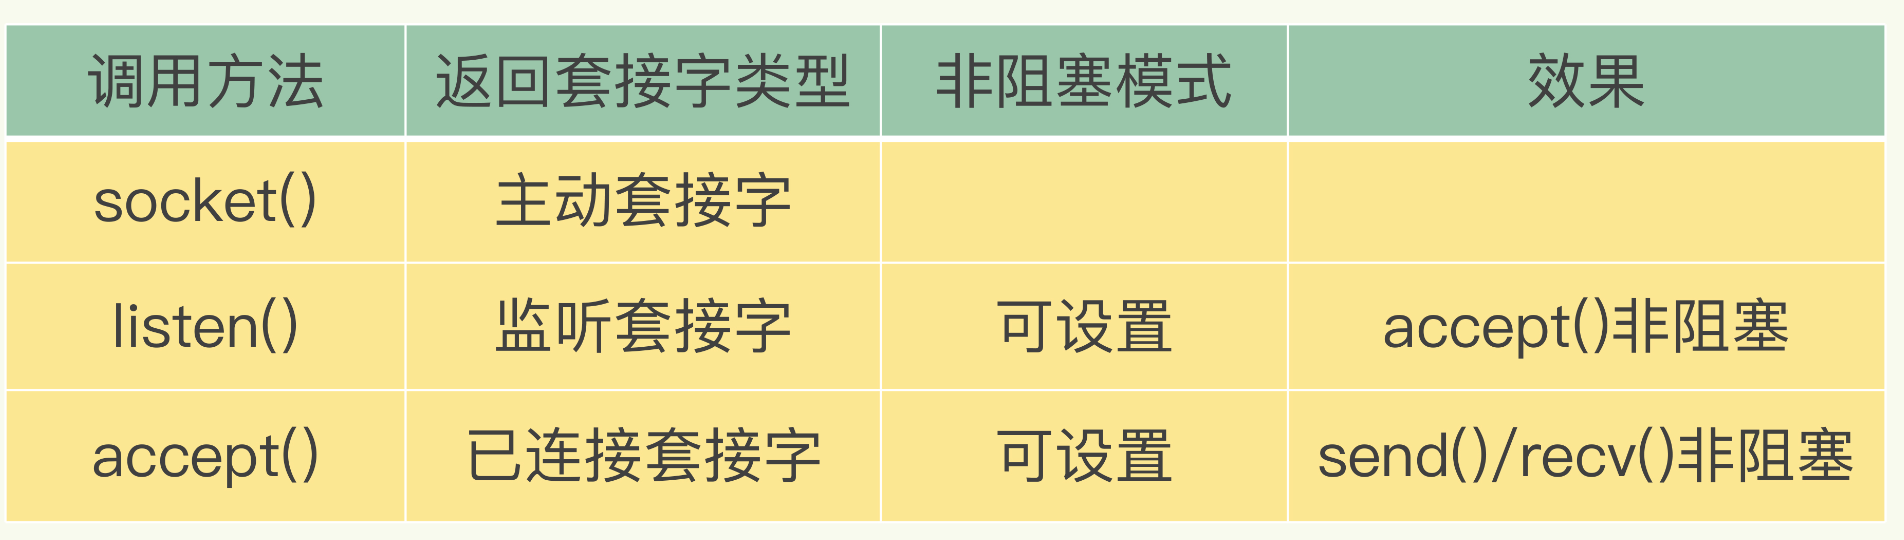 调用方法 返回套接字类型 非阻塞模式 效果
socket() 主动套接字
listen() 监听套接字 可设置 accept()非阻塞
accept() 已连接套接字 可设置 send()/recv()非阻塞